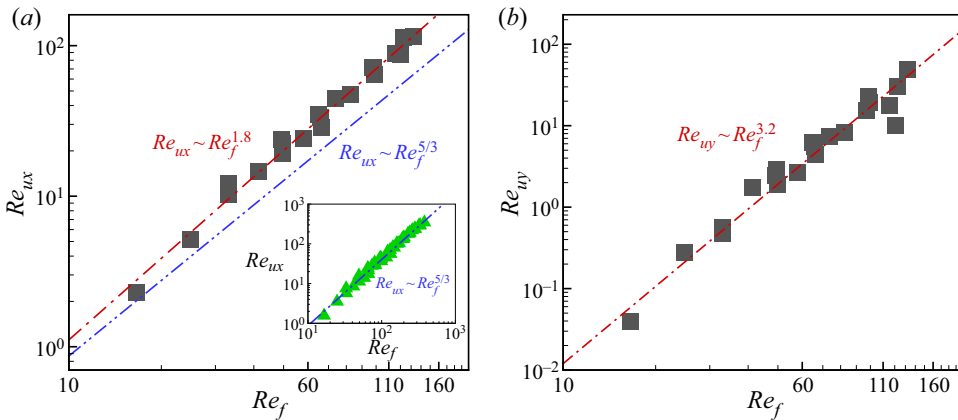 (a)
10²
10¹
10⁰
Re_ux
Re_ux ~ Re_f^1.8
Re_ux ~ Re_f^5/3
10³
10²
10¹
10⁰
Re_ux
Re_ux ~ Re_f^5/3
10¹ 10² 10³
Re_f
10 60 110 160
Re_f
(b)
10²
10¹
10⁰
10⁻¹
10⁻²
Re_uy
Re_uy ~ Re_f^3.2
10 60 110 160
Re_f